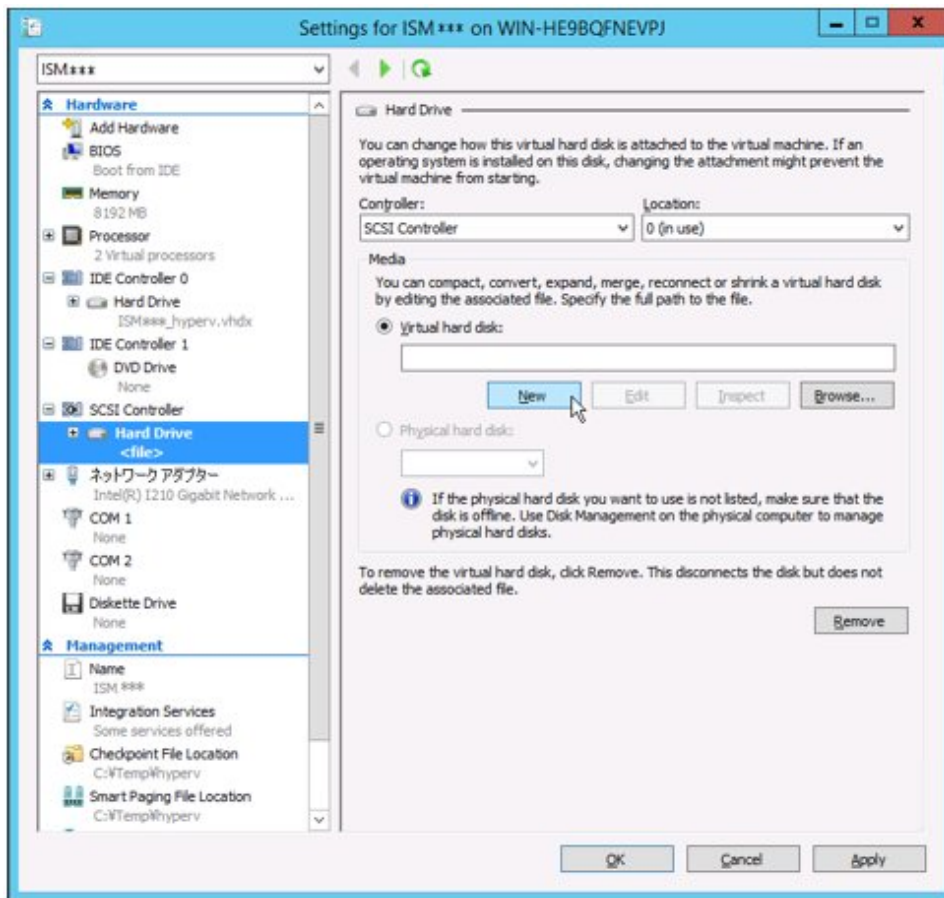 Settings for ISM*** on WIN-HE9BQFNEVPJ
ISM***
Hardware
Add Hardware
BIOS
Boot from IDE
Memory
8192 MB
Processor
2 Virtual processors
IDE Controller 0
Hard Drive
ISM***_hyperv.vhdx
IDE Controller 1
DVD Drive
None
SCSI Controller
Hard Drive
<file>
ネットワーク アダプター
Intel(R) I210 Gigabit Network ...
COM 1
None
COM 2
None
Diskette Drive
None
Management
Name
ISM ***
Integration Services
Some services offered
Checkpoint File Location
C:¥Temp¥hyperv
Smart Paging File Location
C:¥Temp¥hyperv
Hard Drive
You can change how this virtual hard disk is attached to the virtual machine. If an
operating system is installed on this disk, changing the attachment might prevent the
virtual machine from starting.
Controller:
Location:
SCSI Controller
0 (in use)
Media
You can compact, convert, expand, merge, reconnect or shrink a virtual hard disk
by editing the associated file. Specify the full path to the file.
Virtual hard disk:
New
Edit
Inspect
Browse...
Physical hard disk:
If the physical hard disk you want to use is not listed, make sure that the
disk is offline. Use Disk Management on the physical computer to manage
physical hard disks.
To remove the virtual hard disk, click Remove. This disconnects the disk but does not
delete the associated file.
Remove
OK
Cancel
Apply